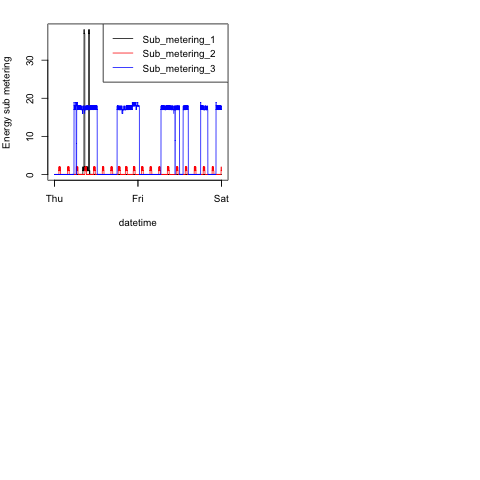 Sub_metering_1
Sub_metering_2
Sub_metering_3
Energy sub metering
30
20
10
0
Thu Fri Sat
datetime